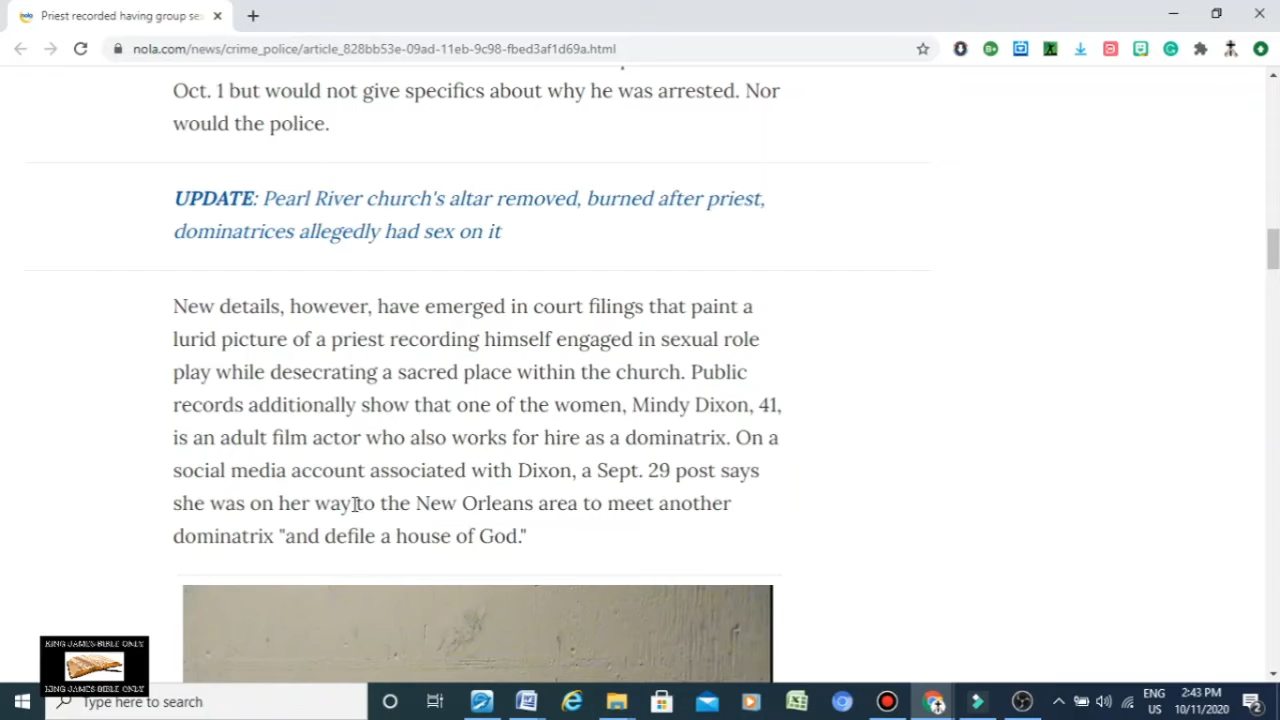 Priest recorded having group se
nola.com/news/crime_police/article_828bb53e-09ad-11eb-9c98-fbed3af1d69a.html
Oct. 1 but would not give specifics about why he was arrested. Nor
would the police.
UPDATE: Pearl River church's altar removed, burned after priest,
dominatrices allegedly had sex on it
New details, however, have emerged in court filings that paint a
lurid picture of a priest recording himself engaged in sexual role
play while desecrating a sacred place within the church. Public
records additionally show that one of the women, Mindy Dixon, 41,
is an adult film actor who also works for hire as a dominatrix. On a
social media account associated with Dixon, a Sept. 29 post says
she was on her way to the New Orleans area to meet another
dominatrix "and defile a house of God."
KING JAMES BIBLE ONLY
KING JAMES BIBLE ONLY
Type here to search
ENG
US
2:43 PM
10/11/2020
2